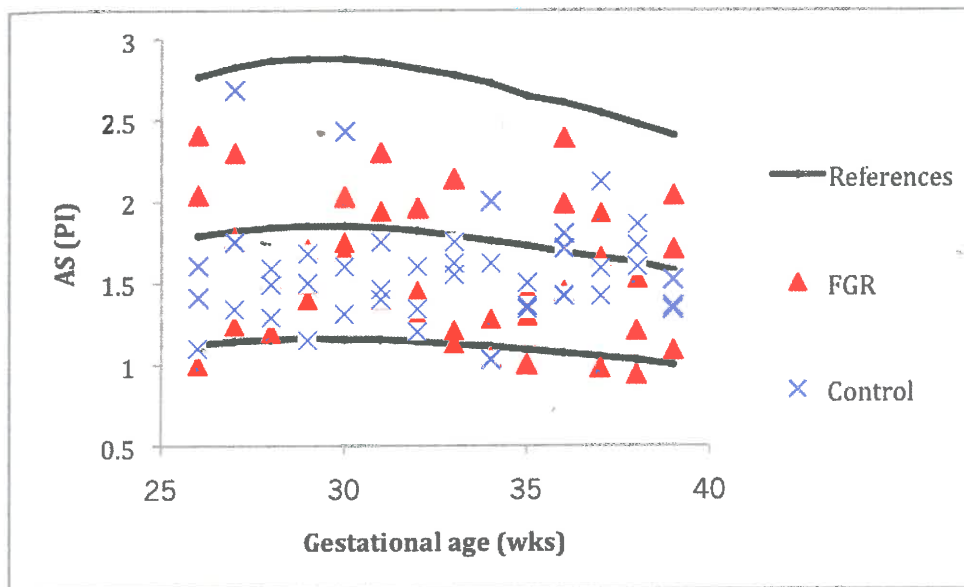 3
2.5
2
1.5
1
0.5
25
30
35
40
AS (PI)
Gestational age (wks)
References
FGR
Control